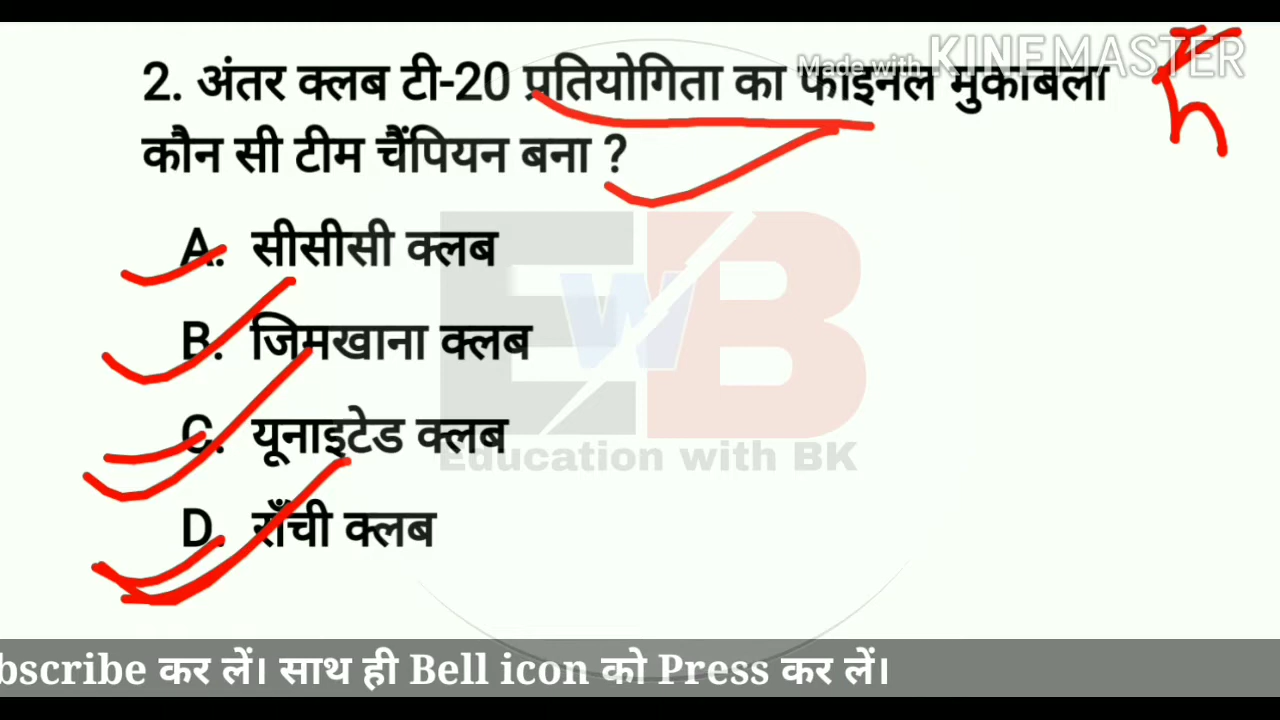 Made with KINEMASTER
2. अंतर क्लब टी-20 प्रतियोगिता का फाइनल मुकाबला
कौन सी टीम चैंपियन बना ?
A. सीसीसी क्लब
B. जिमखाना क्लब
C. यूनाइटेड क्लब
D. राँची क्लब
EWB
Education with BK
bscribe कर लें। साथ ही Bell icon को Press कर लें।